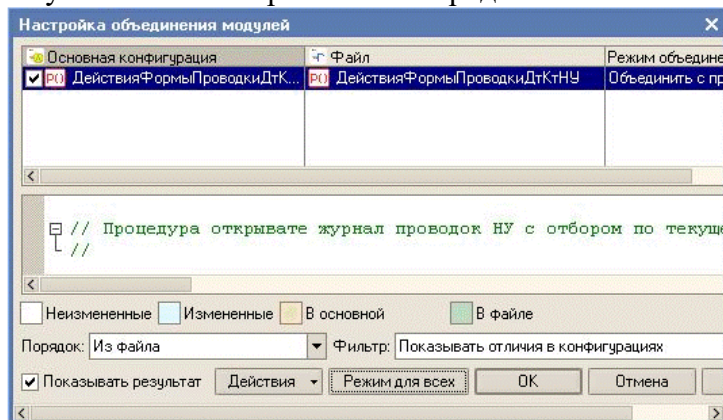 Настройка объединения модулей
Основная конфигурация Файл Режим объедине
P() ДействияФормыПроводкиДтК... P() ДействияФормыПроводкиДтКтНУ Объединить с пр
// Процедура открывате журнал проводок НУ с отбором по текуще
//
Неизмененные Измененные В основной В файле
Порядок: Из файла Фильтр: Показывать отличия в конфигурациях
Показывать результат Действия Режим для всех OK Отмена